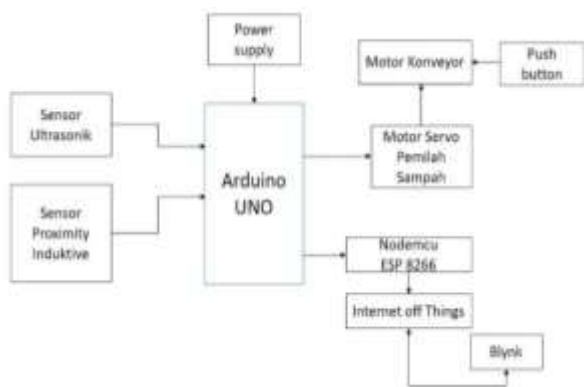 Power
supply
Motor Konveyor
Push
button
Sensor
Ultrasonik
Arduino
UNO
Motor Servo
Pemilah
Sampah
Sensor
Proximity
Induktive
Nodemcu
ESP 8266
Internet off Things
Blynk